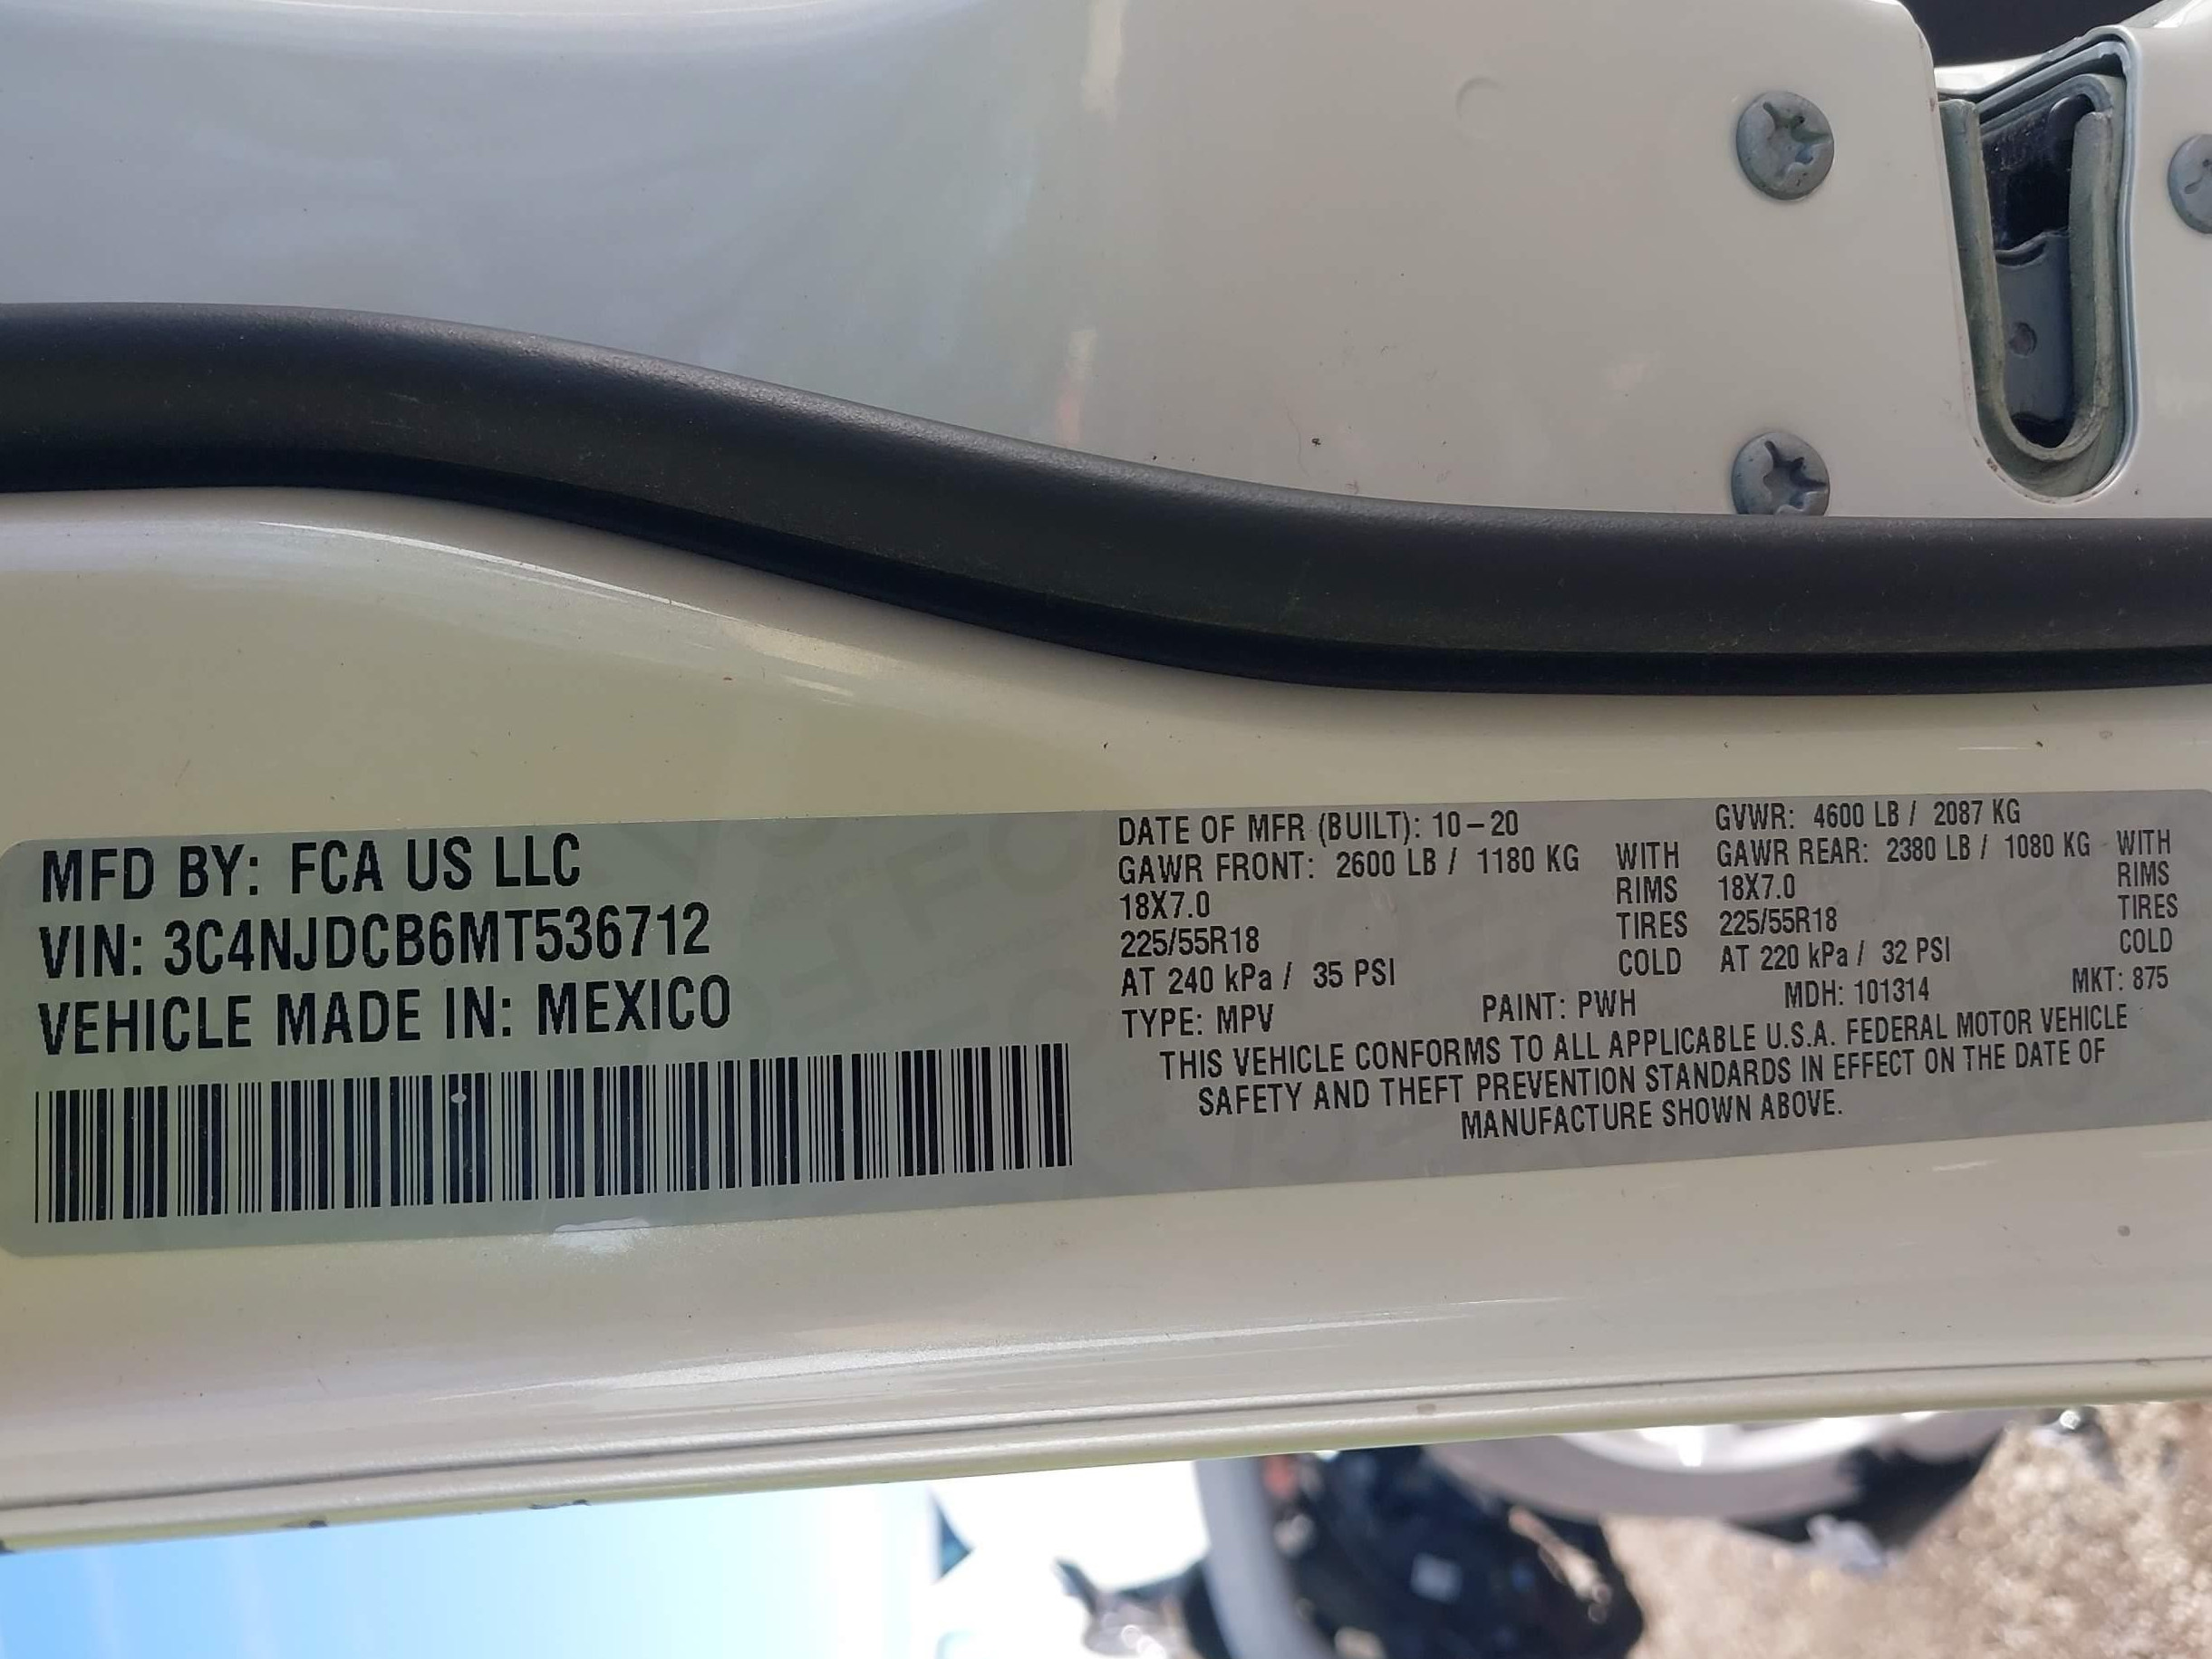 MFD BY: FCA US LLC
VIN: 3C4NJDCB6MT536712
VEHICLE MADE IN: MEXICO
DATE OF MFR (BUILT): 10-20 GVWR: 4600 LB / 2087 KG
GAWR FRONT: 2600 LB / 1180 KG WITH GAWR REAR: 2380 LB / 1080 KG WITH
18X7.0 RIMS 18X7.0 RIMS
225/55R18 TIRES 225/55R18 TIRES
AT 240 kPa / 35 PSI COLD AT 220 kPa / 32 PSI COLD
TYPE: MPV PAINT: PWH MDH: 101314 MKT: 875
THIS VEHICLE CONFORMS TO ALL APPLICABLE U.S.A. FEDERAL MOTOR VEHICLE
SAFETY AND THEFT PREVENTION STANDARDS IN EFFECT ON THE DATE OF
MANUFACTURE SHOWN ABOVE.